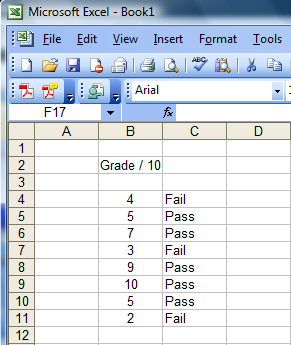 Microsoft Excel - Book1
File Edit View Insert Format Tools
Arial
F17 fx
A B C D
1
2 Grade / 10
3
4 4 Fail
5 5 Pass
6 7 Pass
7 3 Fail
8 9 Pass
9 10 Pass
10 5 Pass
11 2 Fail
12